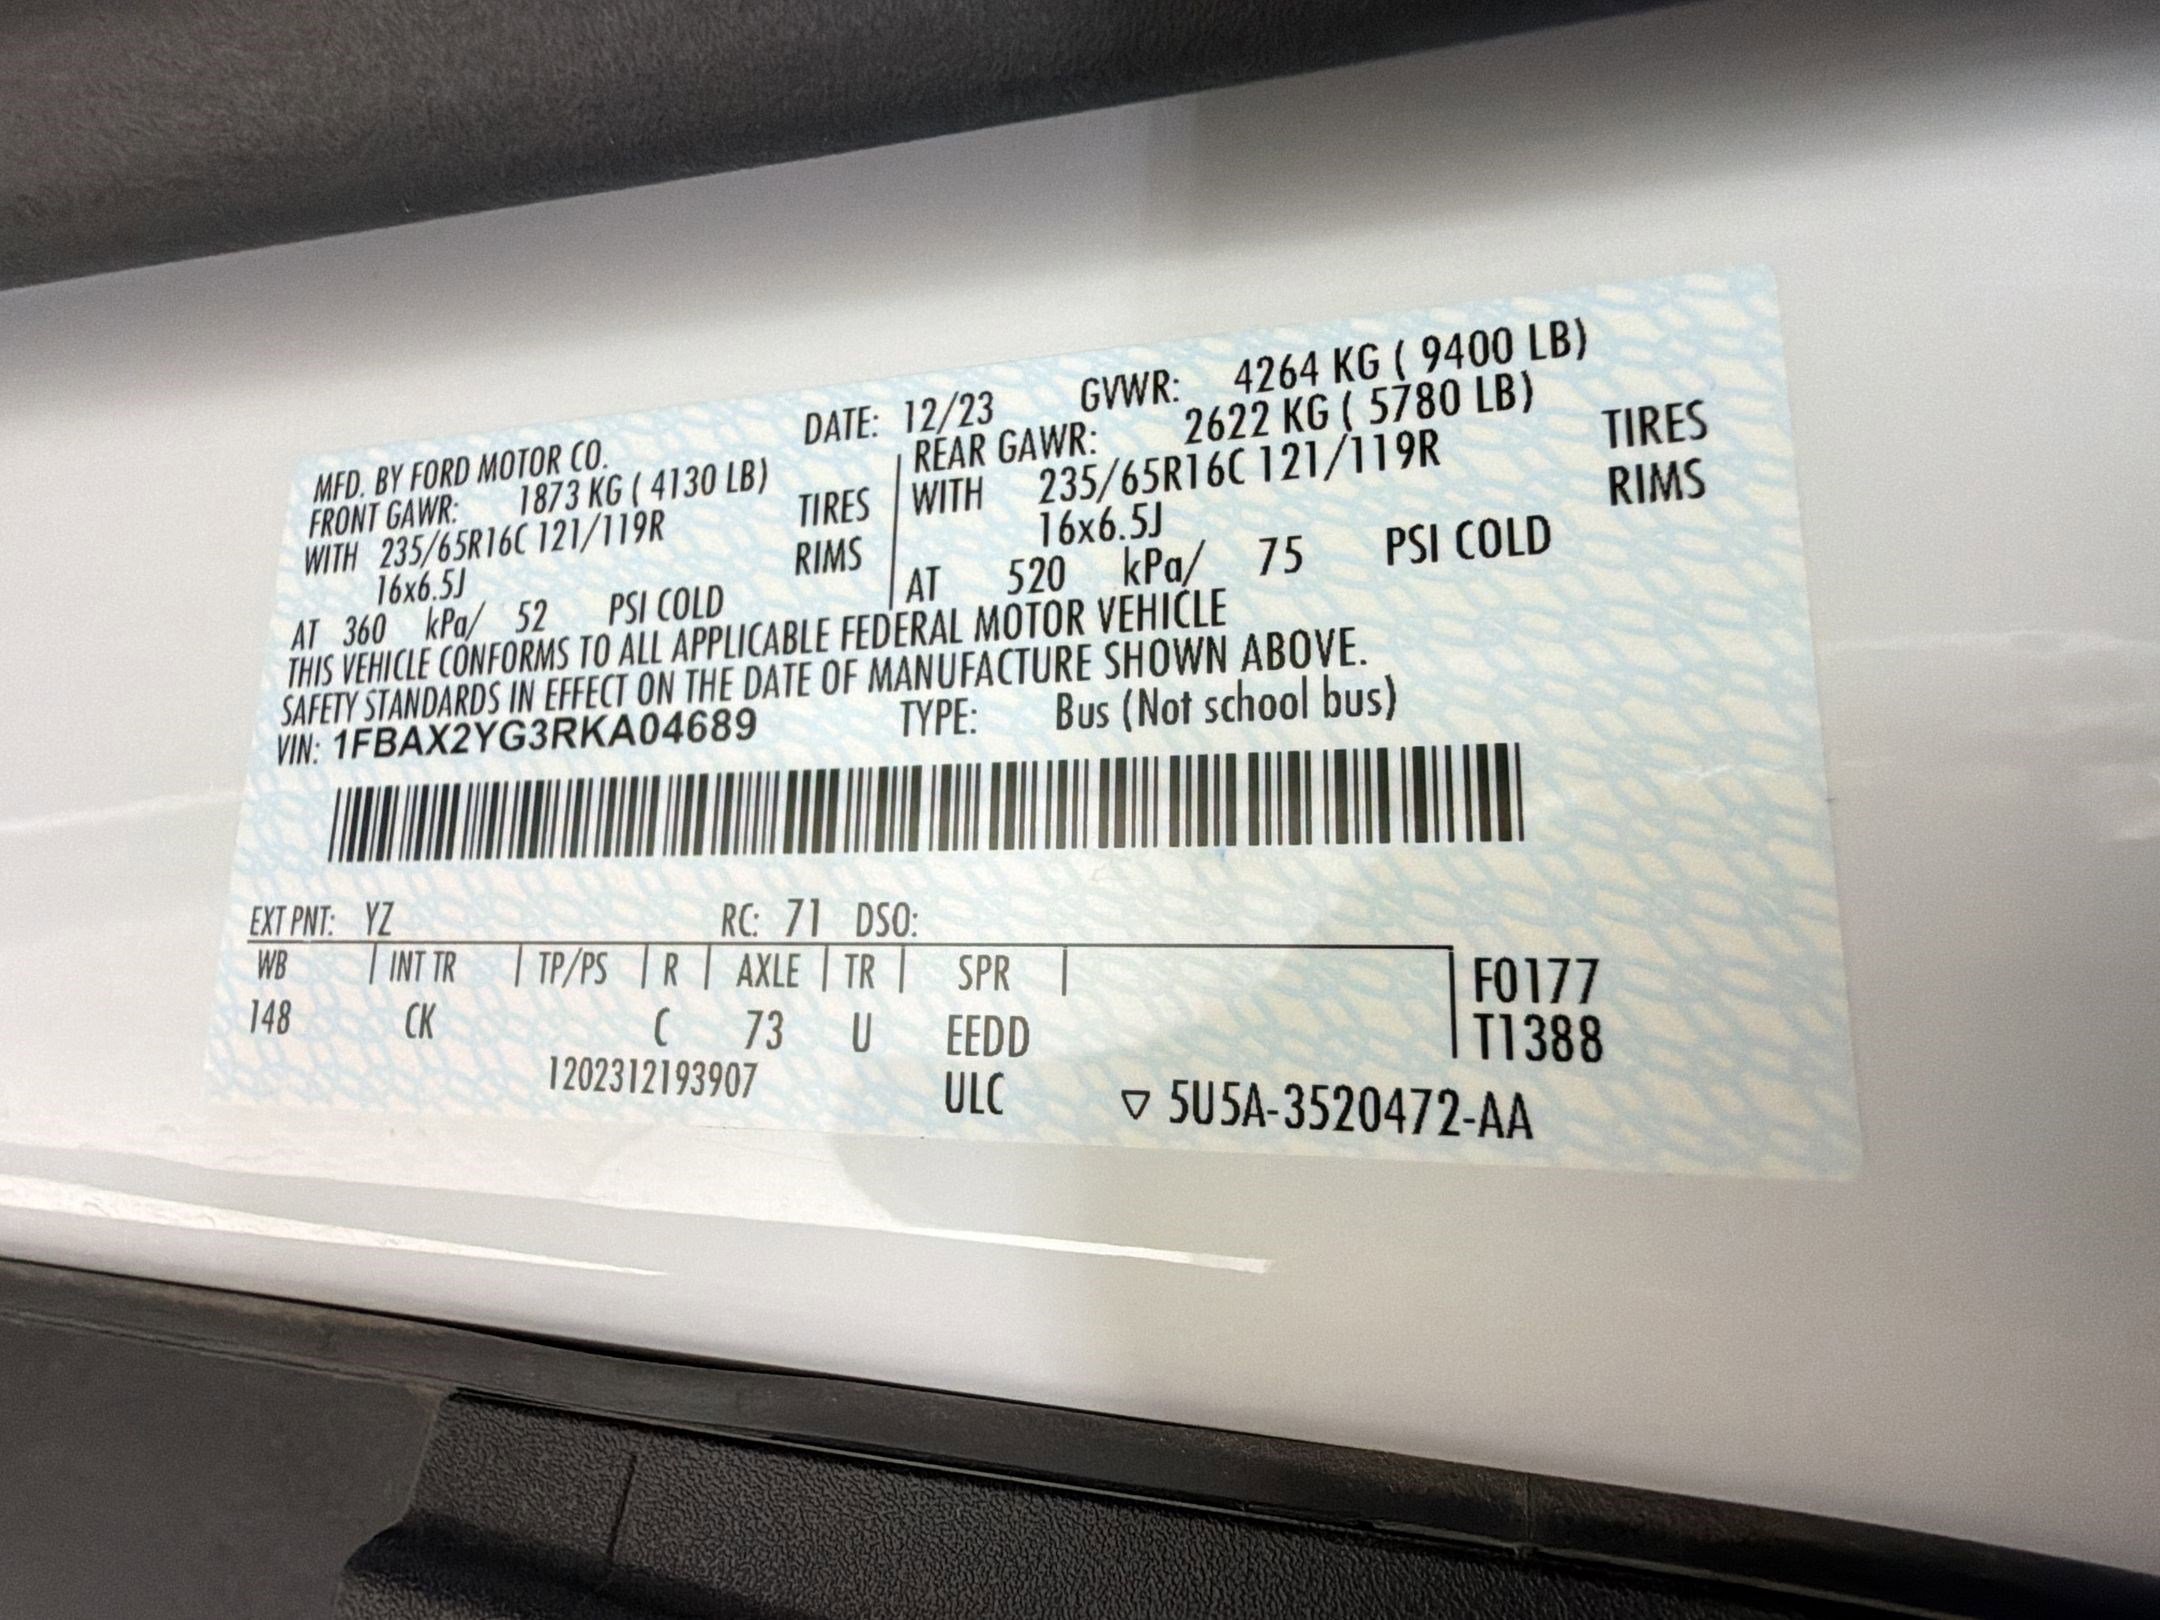 MFD. BY FORD MOTOR CO. DATE: 12/23 GVWR: 4264 KG ( 9400 LB)
FRONT GAWR: 1873 KG ( 4130 LB) REAR GAWR: 2622 KG ( 5780 LB)
WITH 235/65R16C 121/119R TIRES WITH 235/65R16C 121/119R TIRES
16x6.5J RIMS 16x6.5J RIMS
AT 360 kPa/ 52 PSI COLD AT 520 kPa/ 75 PSI COLD
THIS VEHICLE CONFORMS TO ALL APPLICABLE FEDERAL MOTOR VEHICLE
SAFETY STANDARDS IN EFFECT ON THE DATE OF MANUFACTURE SHOWN ABOVE.
VIN: 1FBAX2YG3RKA04689 TYPE: Bus (Not school bus)
EXT PNT: YZ RC: 71 DSO:
WB INT TR TP/PS R AXLE TR SPR F0177
148 CK C 73 U EEDD T1388
1202312193907 ULC ▽ 5U5A-3520472-AA